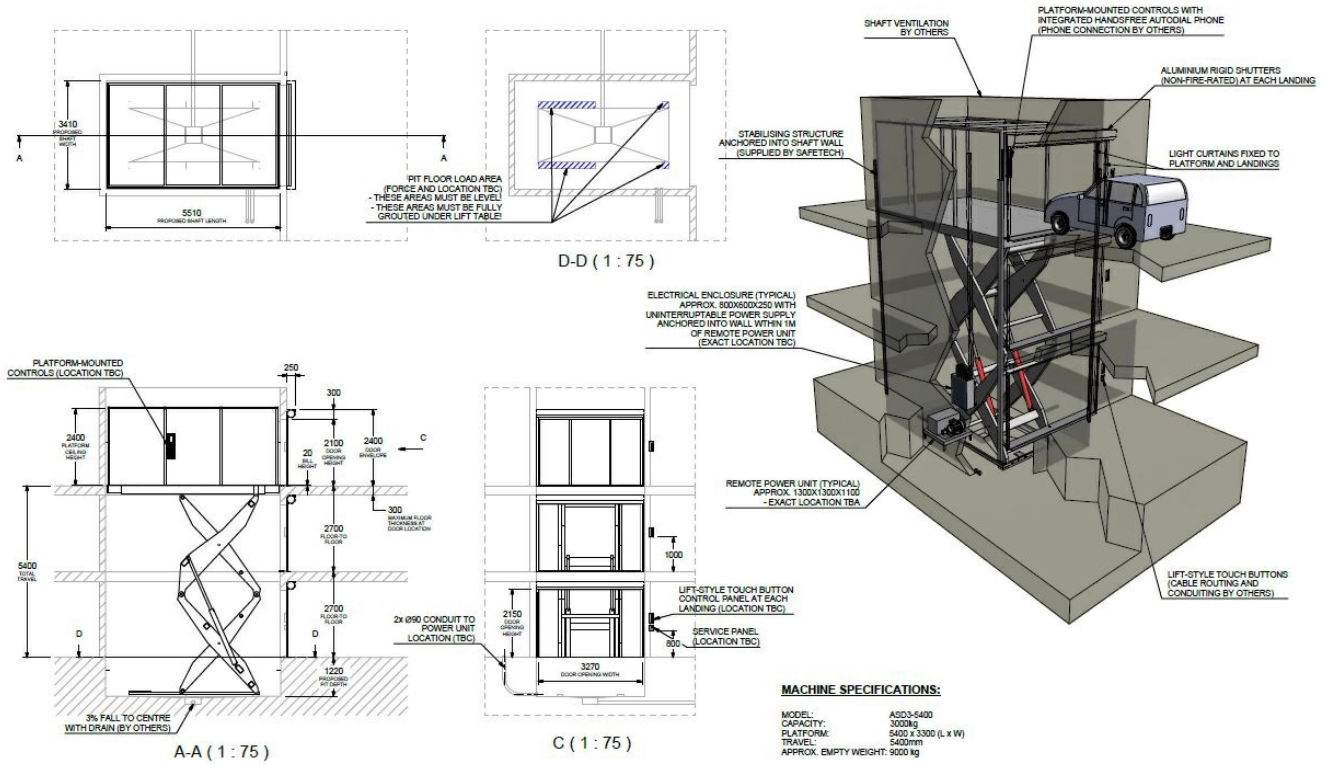 3410
PROPOSED
SHAFT
WIDTH
A
A
5510
PROPOSED SHAFT LENGTH
PIT FLOOR LOAD AREA
(FORCE AND LOCATION TBC)
- THESE AREAS MUST BE LEVEL!
- THESE AREAS MUST BE FULLY
GROUTED UNDER LIFT TABLE!
D-D ( 1 : 75 )
SHAFT VENTILATION
BY OTHERS
PLATFORM-MOUNTED CONTROLS WITH
INTEGRATED HANDSFREE AUTODIAL PHONE
(PHONE CONNECTION BY OTHERS)
ALUMINIUM RIGID SHUTTERS
(NON-FIRE-RATED) AT EACH LANDING
STABILISING STRUCTURE
ANCHORED INTO SHAFT WALL
(SUPPLIED BY SAFETECH)
LIGHT CURTAINS FIXED TO
PLATFORM AND LANDINGS
ELECTRICAL ENCLOSURE (TYPICAL)
APPROX. 800X600X250 WITH
UNINTERRUPTABLE POWER SUPPLY
ANCHORED INTO WALL WTHIN 1M
OF REMOTE POWER UNIT
(EXACT LOCATION TBC)
REMOTE POWER UNIT (TYPICAL)
APPROX. 1300X1300X1100
- EXACT LOCATION TBA
LIFT-STYLE TOUCH BUTTONS
(CABLE ROUTING AND
CONDUITING BY OTHERS)
PLATFORM-MOUNTED
CONTROLS (LOCATION TBC)
250
300
2400
PLATFORM
CEILING
HEIGHT
20
SILL
HEIGHT
2100
DOOR
OPENING
HEIGHT
2400
DOOR
ENVELOPE
C
300
MAXIMUM FLOOR
THICKNESS AT
DOOR LOCATION
5400
TOTAL
TRAVEL
2700
FLOOR-TO
FLOOR
2700
FLOOR-TO
FLOOR
D
D
1220
PROPOSED
PIT DEPTH
3% FALL TO CENTRE
WITH DRAIN (BY OTHERS)
A-A ( 1 : 75 )
1000
2150
DOOR
OPENING
HEIGHT
2x Ø90 CONDUIT TO
POWER UNIT
LOCATION (TBC)
LIFT-STYLE TOUCH BUTTON
CONTROL PANEL AT EACH
LANDING (LOCATION TBC)
SERVICE PANEL
(LOCATION TBC)
800
3270
DOOR OPENING WIDTH
C ( 1 : 75 )
MACHINE SPECIFICATIONS:
MODEL: ASD3-5400
CAPACITY: 3000kg
PLATFORM: 5400 x 3300 (L x W)
TRAVEL: 5400mm
APPROX. EMPTY WEIGHT: 9000 kg